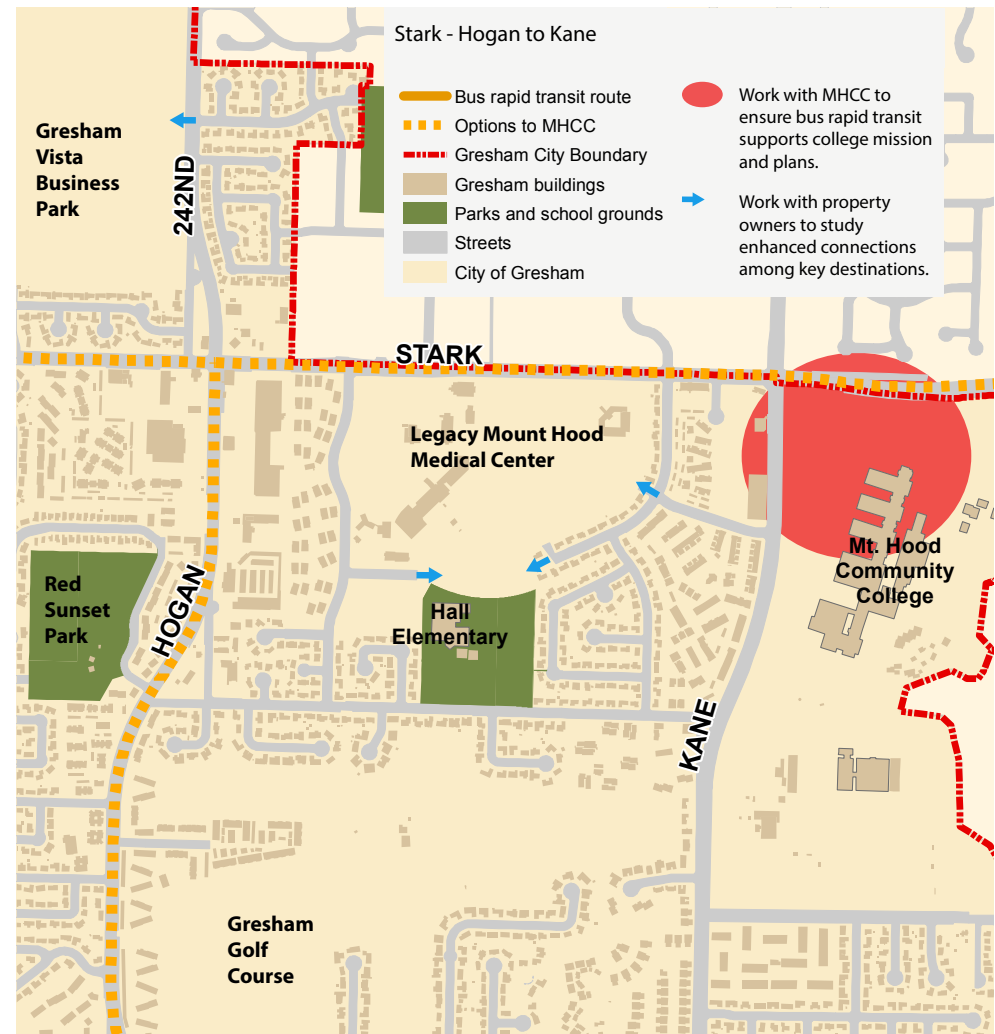 Stark - Hogan to Kane
Bus rapid transit route
Options to MHCC
Gresham City Boundary
Gresham buildings
Parks and school grounds
Streets
City of Gresham
Work with MHCC to
ensure bus rapid transit
supports college mission
and plans.
Work with property
owners to study
enhanced connections
among key destinations.
Gresham
Vista
Business
Park
242ND
STARK
Legacy Mount Hood
Medical Center
Mt. Hood
Community
College
Red
Sunset
Park
HOGAN
Hall
Elementary
KANE
Gresham
Golf
Course